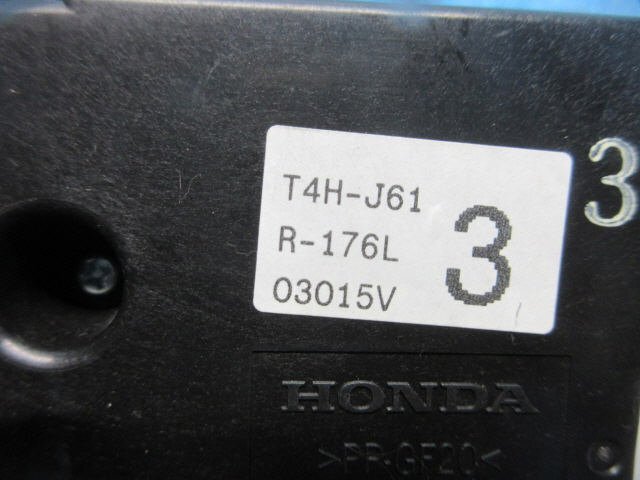 T4H-J61
R-176L
03015V
3
3
HONDA
>PP-GF20<